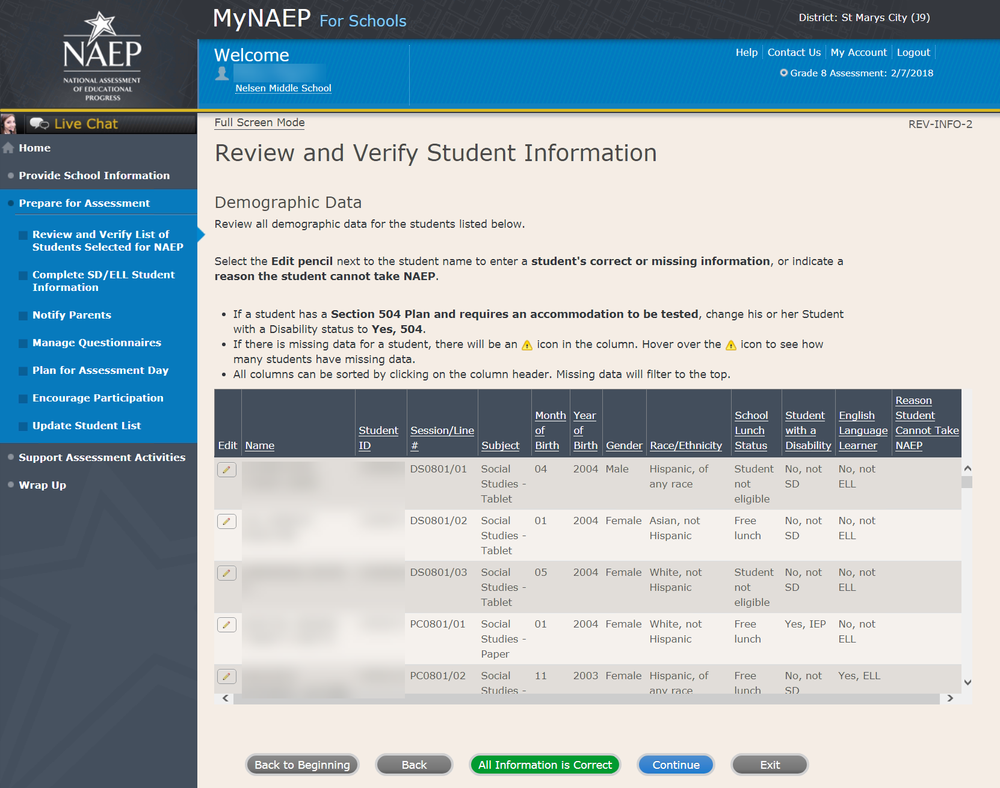 MyNAEP For Schools
District: St Marys City (J9)
NAEP
NATIONAL ASSESSMENT
OF EDUCATIONAL
PROGRESS
Welcome
Nelsen Middle School
Help Contact Us My Account Logout
Grade 8 Assessment: 2/7/2018
Live Chat
Home
Provide School Information
Prepare for Assessment
Review and Verify List of
Students Selected for NAEP
Complete SD/ELL Student
Information
Notify Parents
Manage Questionnaires
Plan for Assessment Day
Encourage Participation
Update Student List
Support Assessment Activities
Wrap Up
Full Screen Mode
REV-INFO-2
Review and Verify Student Information
Demographic Data
Review all demographic data for the students listed below.
Select the Edit pencil next to the student name to enter a student's correct or missing information, or indicate a
reason the student cannot take NAEP.
• If a student has a Section 504 Plan and requires an accommodation to be tested, change his or her Student
with a Disability status to Yes, 504.
• If there is missing data for a student, there will be an icon in the column. Hover over the icon to see how
many students have missing data.
• All columns can be sorted by clicking on the column header. Missing data will filter to the top.
Reason
Month Year School Student English Student
Student Session/Line of of Lunch with a Language Cannot Take
Edit Name ID # Subject Birth Birth Gender Race/Ethnicity Status Disability Learner NAEP
DS0801/01 Social 04 2004 Male Hispanic, of Student No, not No, not
Studies - any race not SD ELL
Tablet eligible
DS0801/02 Social 01 2004 Female Asian, not Free No, not No, not
Studies - Hispanic lunch SD ELL
Tablet
DS0801/03 Social 05 2004 Female White, not Student No, not No, not
Studies - Hispanic not SD ELL
Tablet eligible
PC0801/01 Social 01 2004 Female White, not Free Yes, IEP No, not
Studies - Hispanic lunch ELL
Paper
PC0801/02 Social 11 2003 Female Hispanic, of Free No, not Yes, ELL
Studies - any race lunch SD
Back to Beginning Back All Information is Correct Continue Exit